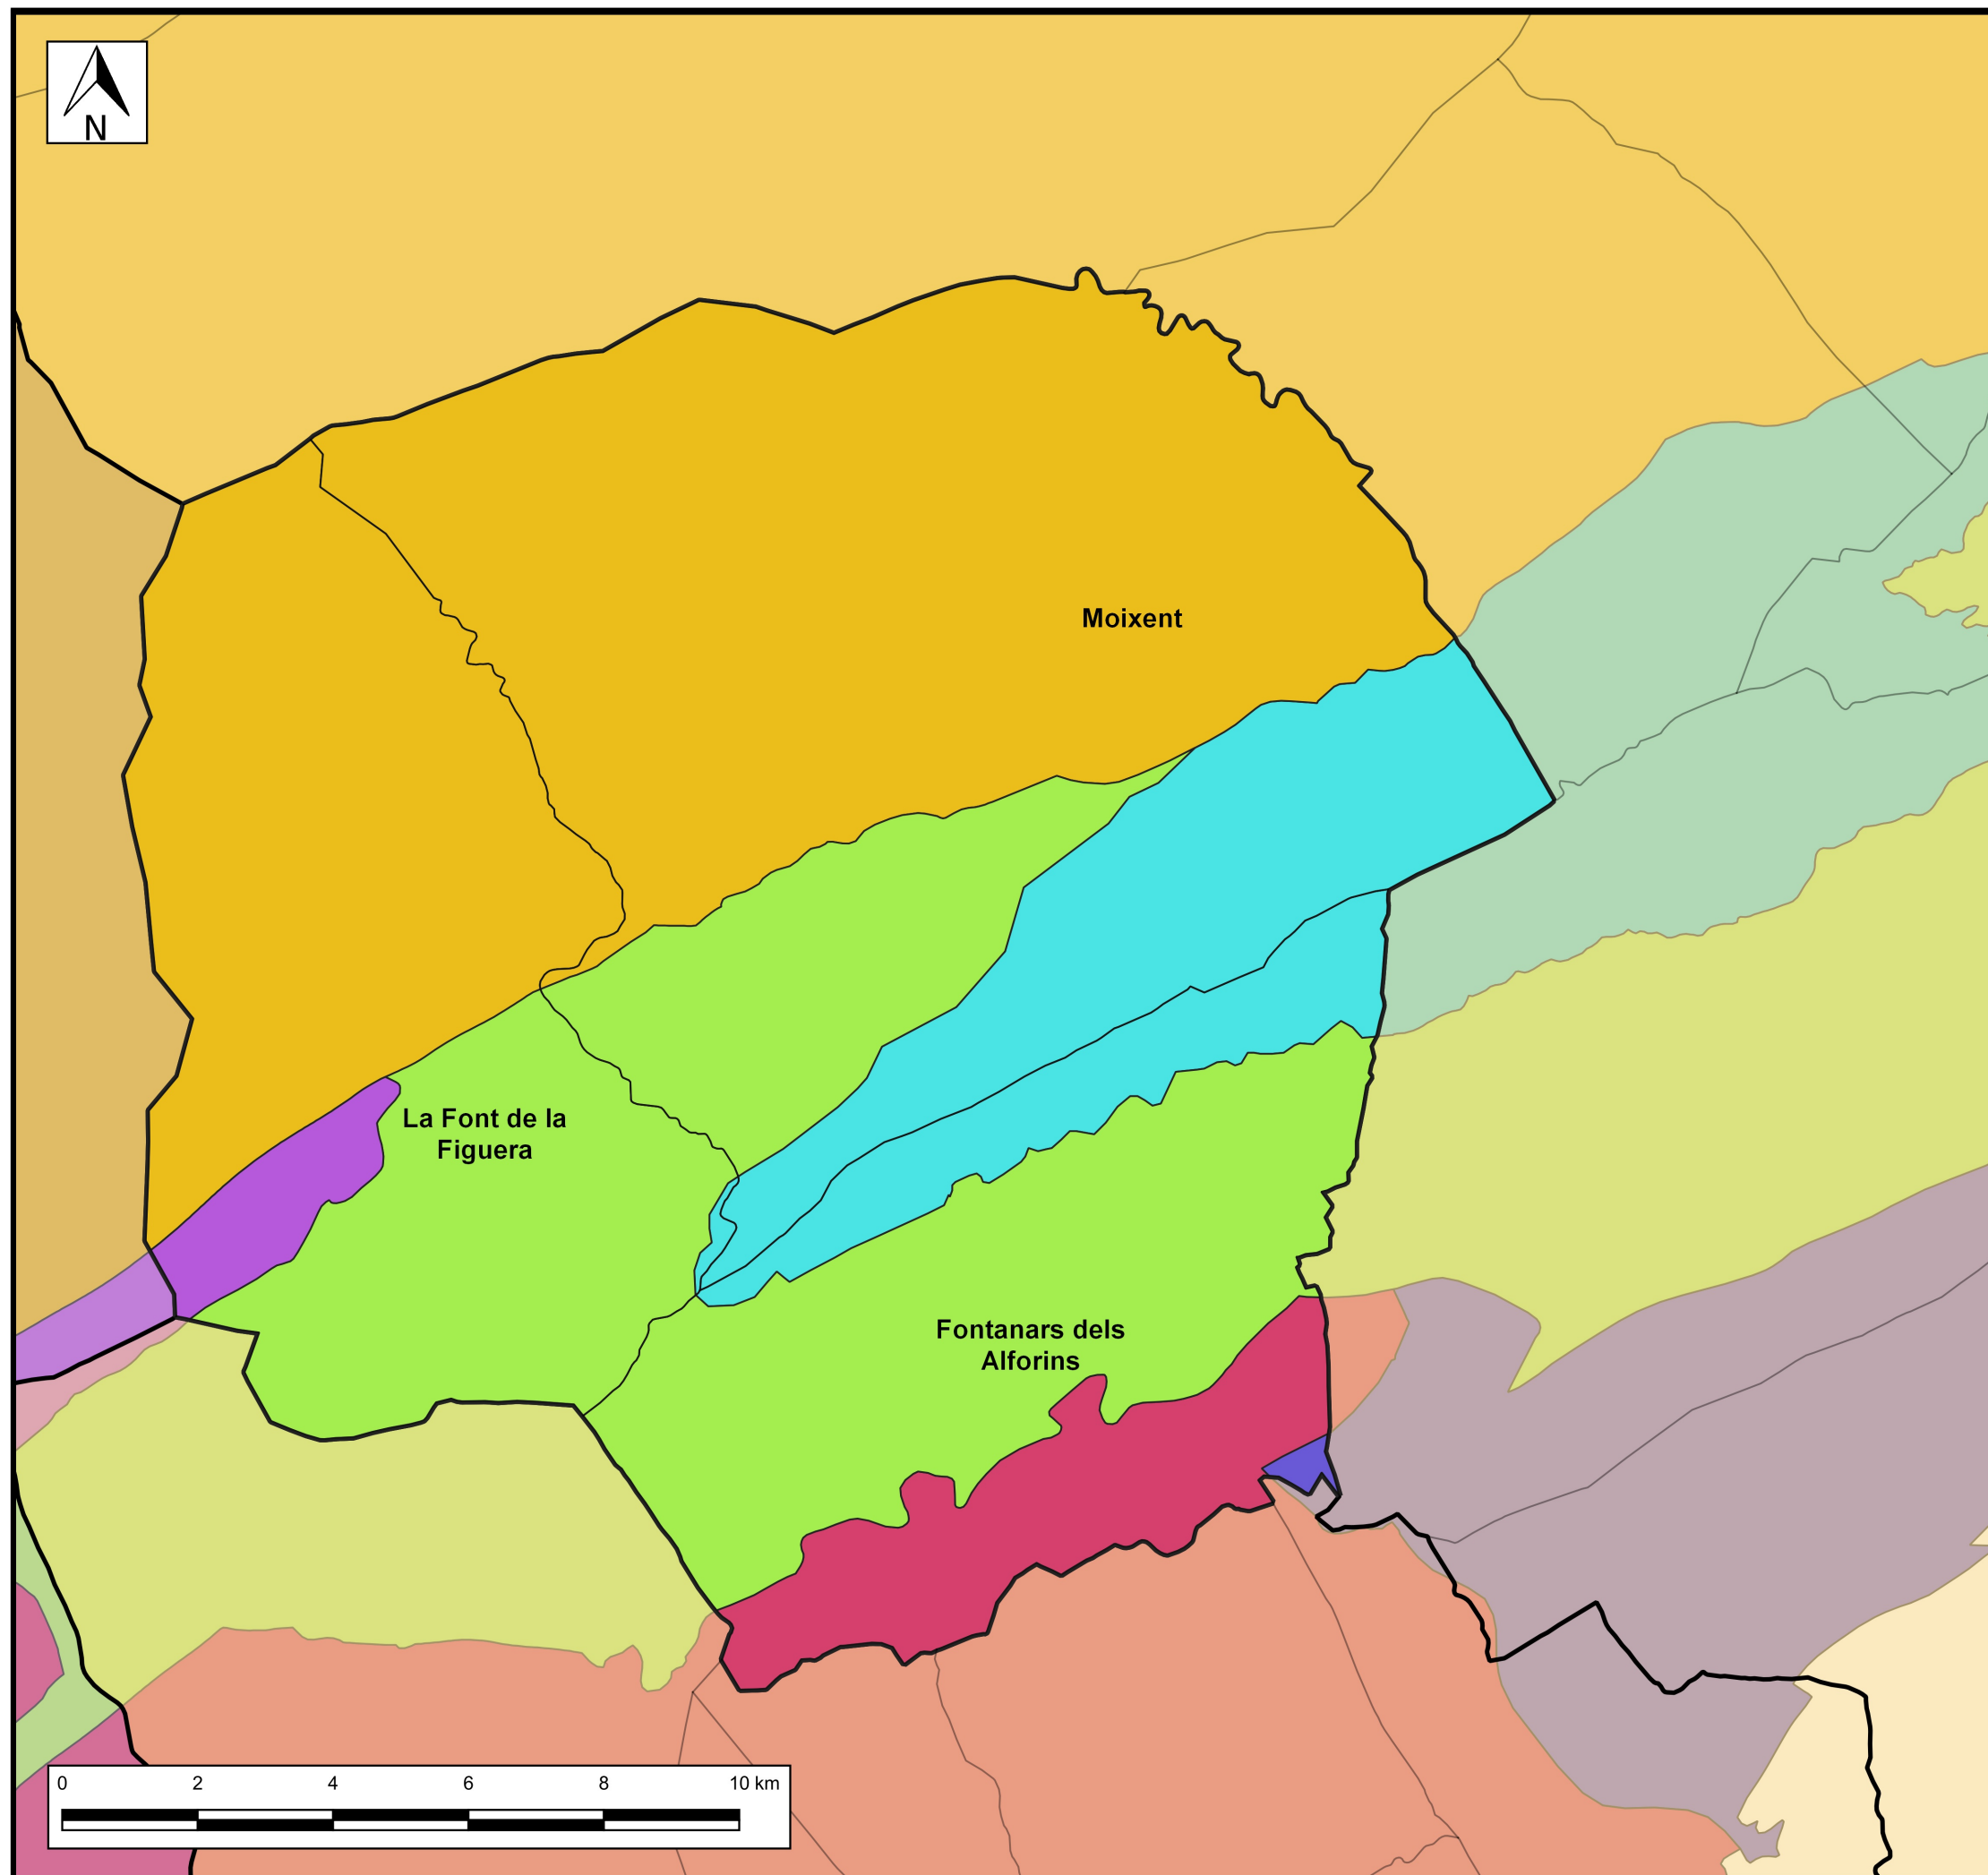 N
Moixent
La Font de la
Figuera
Fontanars dels
Alforins
0 2 4 6 8 10 km